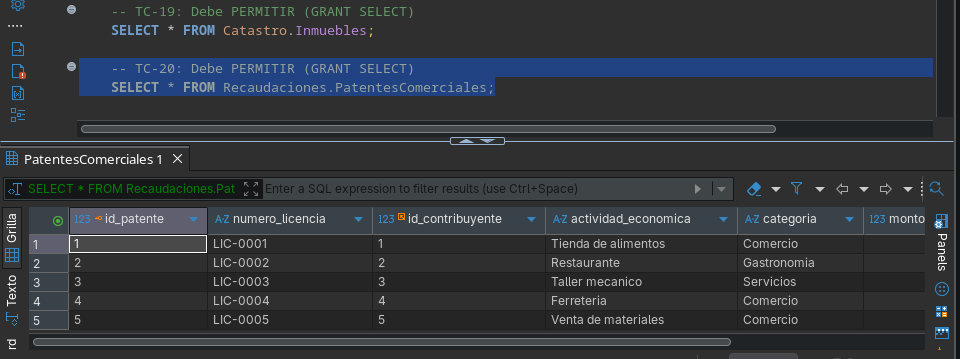 -- TC-19: Debe PERMITIR (GRANT SELECT)
SELECT * FROM Catastro.Inmuebles;
-- TC-20: Debe PERMITIR (GRANT SELECT)
SELECT * FROM Recaudaciones.PatentesComerciales;
PatentesComerciales 1
SELECT * FROM Recaudaciones.Pat Enter a SQL expression to filter results (use Ctrl+Space)
Grilla
Texto
rd
Panels
123 id_patente A-Z numero_licencia 123 id_contribuyente A-Z actividad_economica A-Z categoria 123 monto
1 1 LIC-0001 1 Tienda de alimentos Comercio
2 2 LIC-0002 2 Restaurante Gastronomia
3 3 LIC-0003 3 Taller mecanico Servicios
4 4 LIC-0004 4 Ferreteria Comercio
5 5 LIC-0005 5 Venta de materiales Comercio